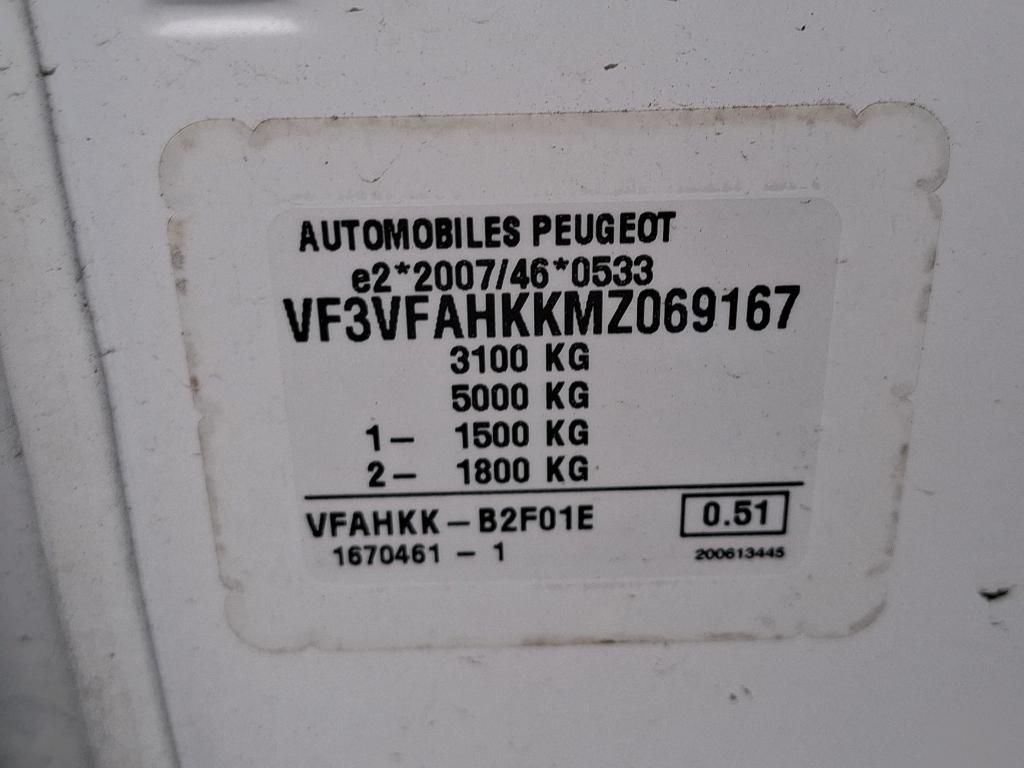 AUTOMOBILES PEUGEOT
e2*2007/46*0533
VF3VFAHKKMZ069167
3100 KG
5000 KG
1- 1500 KG
2- 1800 KG
VFAHKK-B2F01E 0.51
1670461-1 200613445